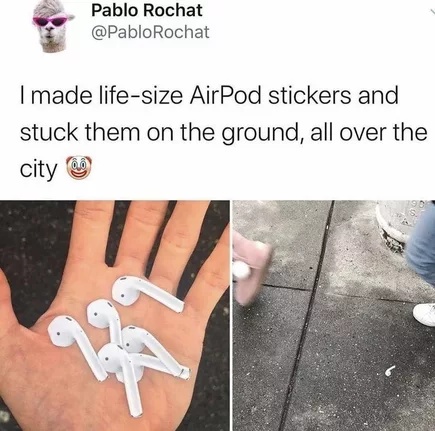 Pablo Rochat
@PabloRochat
I made life-size AirPod stickers and
stuck them on the ground, all over the
city 🤡